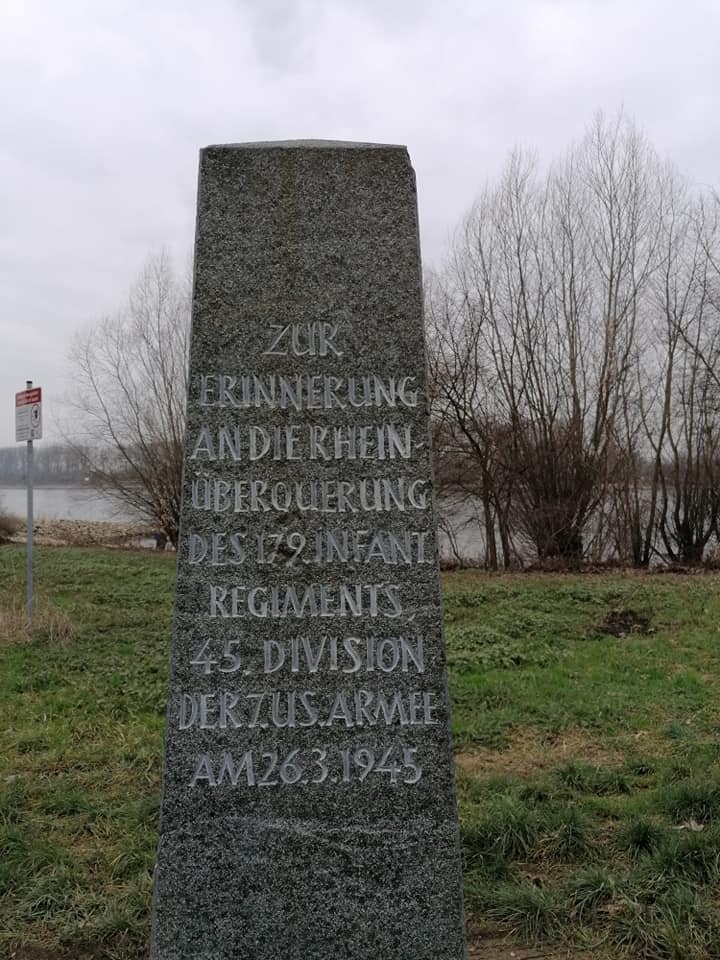 ZUR
ERINNERUNG
AN DIE RHEIN-
ÜBERQUERUNG
DES 179. INFANT.
REGIMENTS,
45. DIVISION
DER 7. U.S. ARMEE
AM 26.3.1945